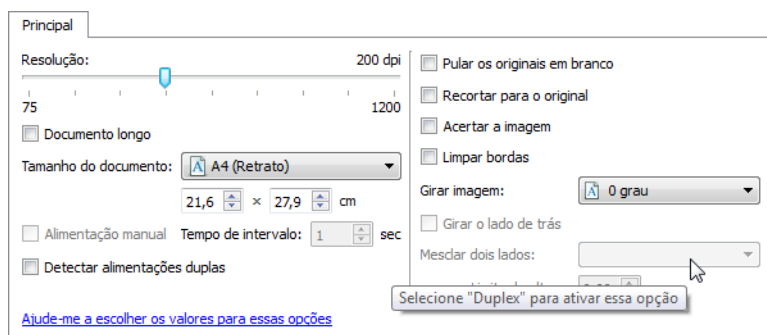 Principal
Resolução: 200 dpi
75 1200
Documento longo
Tamanho do documento: A4 (Retrato)
21,6 × 27,9 cm
Alimentação manual Tempo de intervalo: 1 sec
Detectar alimentações duplas
Ajude-me a escolher os valores para essas opções
Pular os originais em branco
Recortar para o original
Acertar a imagem
Limpar bordas
Girar imagem: 0 grau
Girar o lado de trás
Mesclar dois lados:
Selecione "Duplex" para ativar essa opção